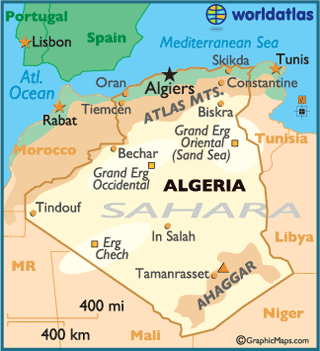 Portugal
worldatlas
Spain
Lisbon
Mediterranean Sea
Skikda
Tunis
Atl.
Ocean
Oran
Algiers
Constantine
Tiemcen
ATLAS MTS.
Rabat
Biskra
Grand Erg
Oriental
(Sand Sea)
Tunisia
Morocco
Bechar
Grand Erg
Occidental
ALGERIA
Tindouf
SAHARA
Erg
Chech
In Salah
Libya
MR
Tamanrasset
AHAGGAR
400 mi
400 km
Mali
Niger
©GraphicMaps.com